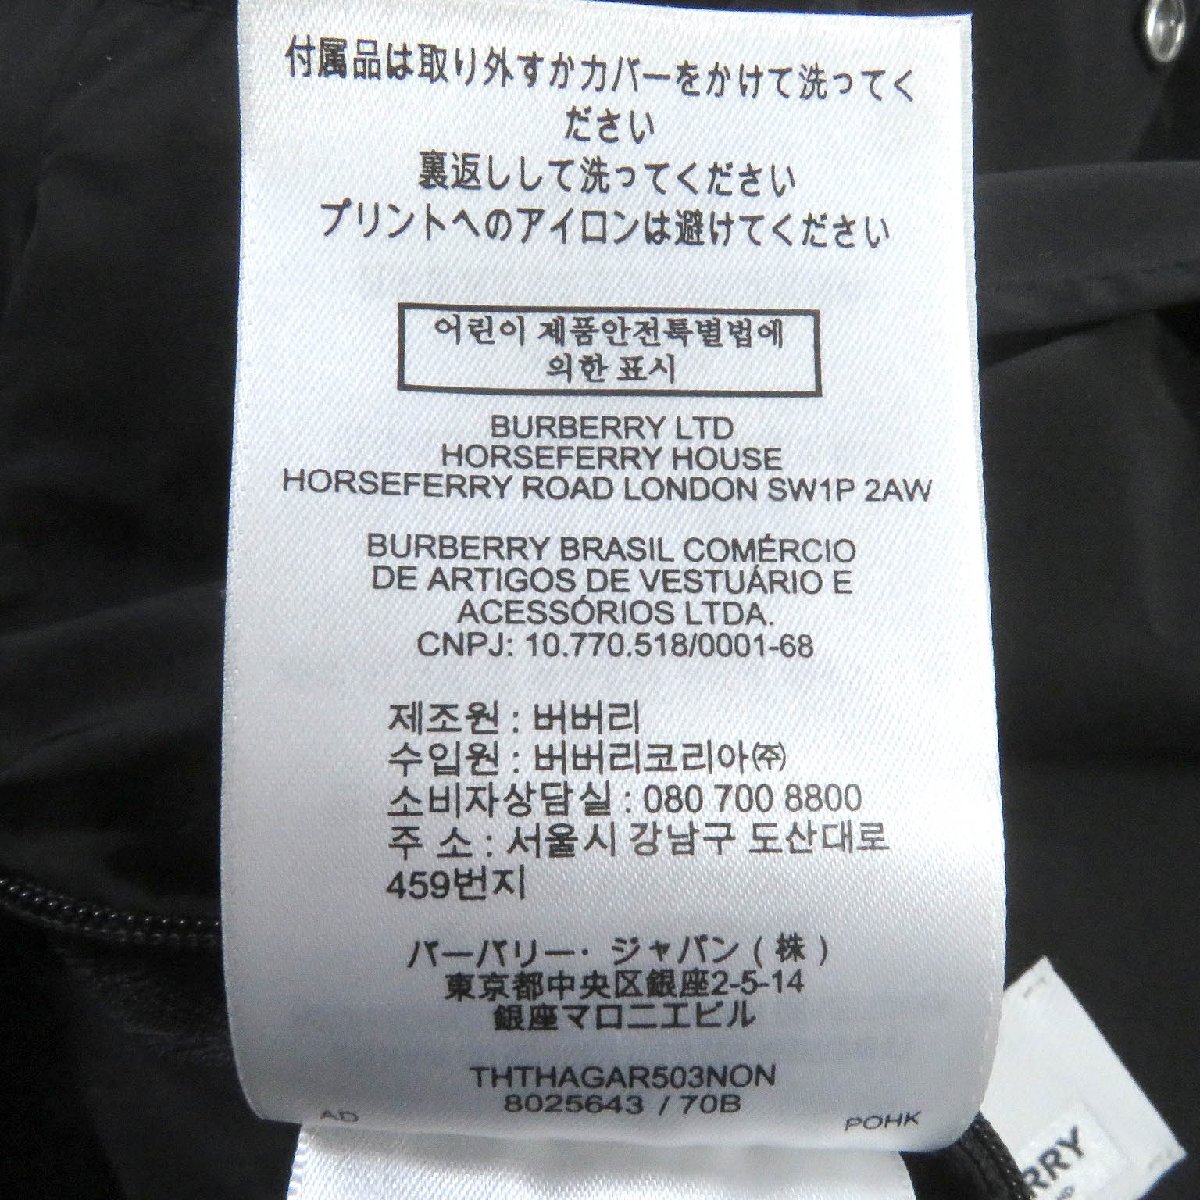 付属品は取り外すかカバーをかけて洗ってく
ださい
裏返しして洗ってください
プリントへのアイロンは避けてください
어린이 제품안전특별법에
의한 표시
BURBERRY LTD
HORSEFERRY HOUSE
HORSEFERRY ROAD LONDON SW1P 2AW
BURBERRY BRASIL COMÉRCIO
DE ARTIGOS DE VESTUÁRIO E
ACESSÓRIOS LTDA.
CNPJ: 10.770.518/0001-68
제조원 : 버버리
수입원 : 버버리코리아㈜
소비자상담실 : 080 700 8800
주 소 : 서울시 강남구 도산대로
459번지
バーバリー・ジャパン(株)
東京都中央区銀座2-5-14
銀座マロニエビル
THTHAGAR503NON
8025643 / 70B
AD
POHK
RRY